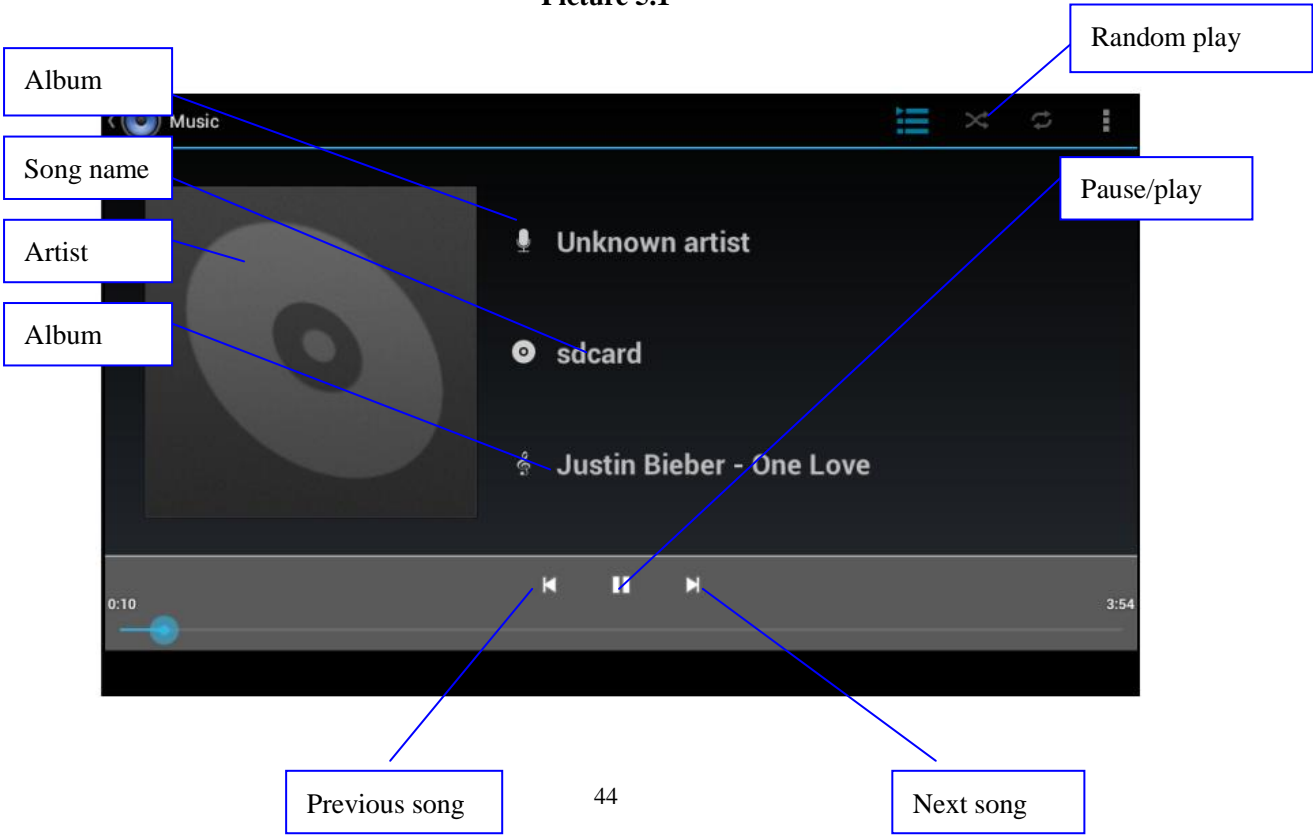 Random play
Album
Music
Song name
Pause/play
Artist
Unknown artist
Album
sdcard
Justin Bieber - One Love
0:10
3:54
Previous song
44
Next song